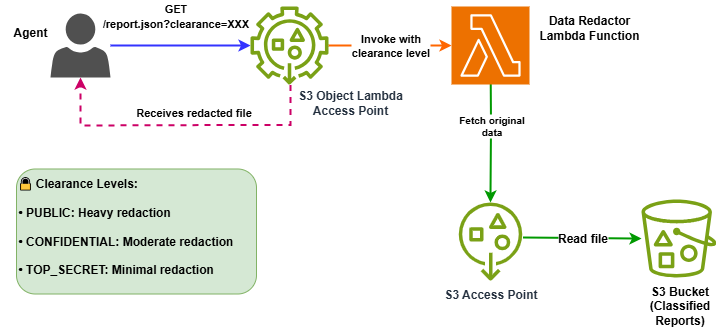 GET
/report.json?clearance=XXX
Agent
Invoke with
clearance level
Data Redactor
Lambda Function
S3 Object Lambda
Access Point
Receives redacted file
Fetch original
data
🔒 Clearance Levels:
• PUBLIC: Heavy redaction
• CONFIDENTIAL: Moderate redaction
• TOP_SECRET: Minimal redaction
Read file
S3 Access Point
S3 Bucket
(Classified
Reports)